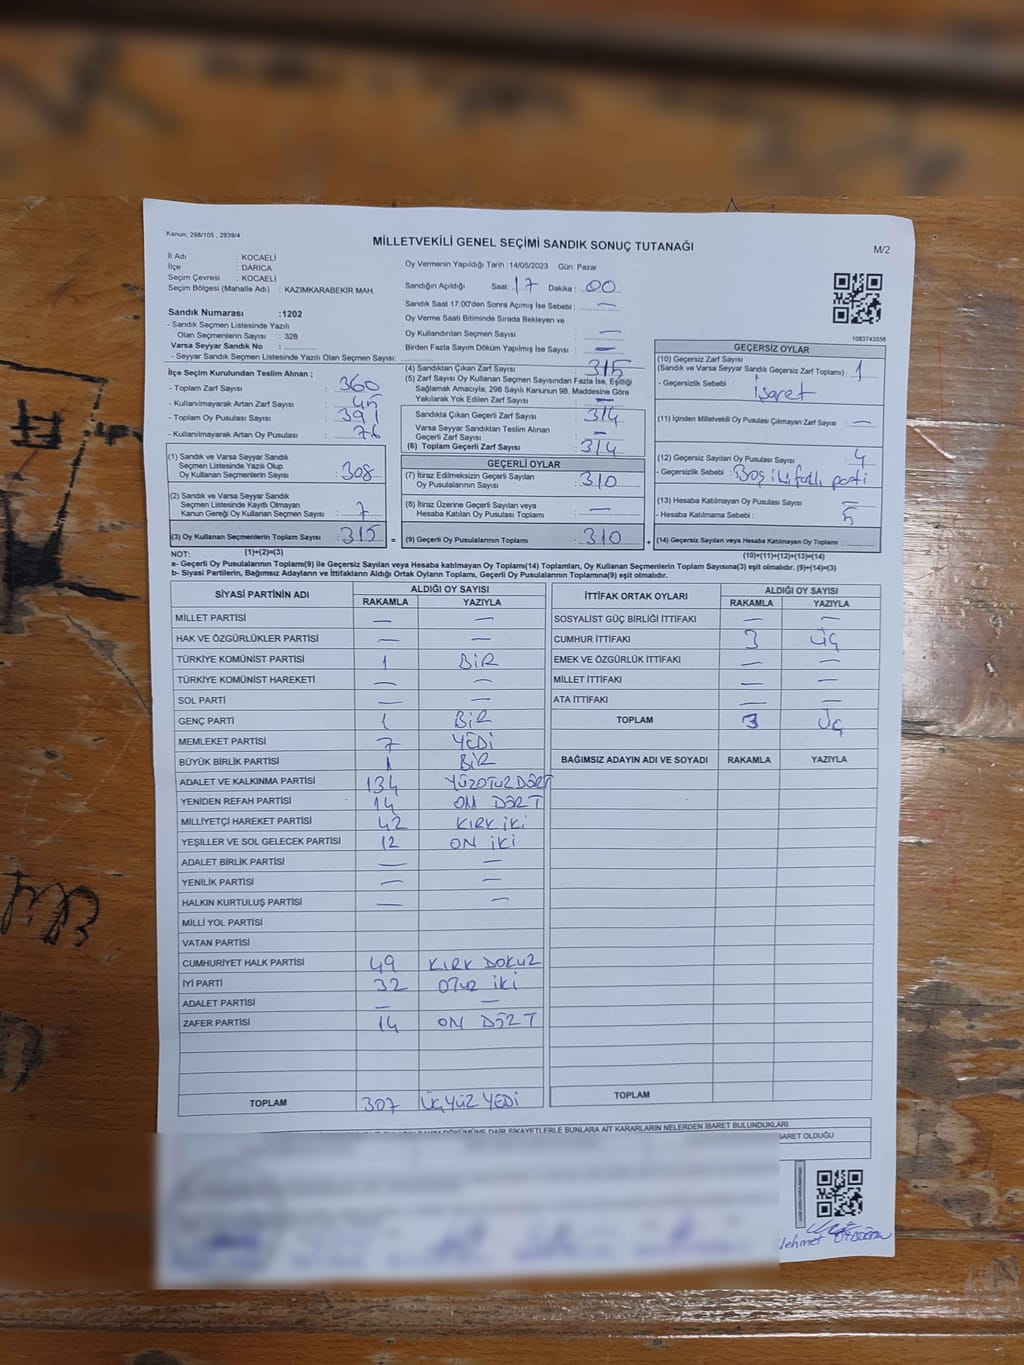 Kanun, 298/105 , 2839/4
MİLLETVEKİLİ GENEL SEÇİMİ SANDIK SONUÇ TUTANAĞI
M/2
İl Adı : KOCAELİ
İlçe : DARICA
Seçim Çevresi : KOCAELİ
Seçim Bölgesi (Mahalle Adı) : KAZIMKARABEKİR MAH.
Sandık Numarası :1202
- Sandık Seçmen Listesinde Yazılı
Olan Seçmenlerin Sayısı : 328
Varsa Seyyar Sandık No :
- Seyyar Sandık Seçmen Listesinde Yazılı Olan Seçmen Sayısı:
Oy Vermenin Yapıldığı Tarih :14/05/2023 Gün: Pazar
Sandığın Açıldığı Saat: 17 Dakika : 00
Sandık Saat 17:00'den Sonra Açılmış İse Sebebi : —
Oy Verme Saati Bitiminde Sırada Bekleyen ve
Oy Kullandırılan Seçmen Sayısı : —
Birden Fazla Sayım Döküm Yapılmış İse Sayısı : —
1083743556
İlçe Seçim Kurulundan Teslim Alınan ;
- Toplam Zarf Sayısı : 360
- Kullanılmayarak Artan Zarf Sayısı : 45
- Toplam Oy Pusulası Sayısı : 391
- Kullanılmayarak Artan Oy Pusulası : 76
(1) Sandık ve Varsa Seyyar Sandık
Seçmen Listesinde Yazılı Olup
Oy Kullanan Seçmen Sayısı : 308
(2) Sandık ve Varsa Seyyar Sandık
Seçmen Listesinde Kayıtlı Olmayan
Kanun Gereği Oy Kullanan Seçmen Sayısı : 7
(3) Oy Kullanan Seçmenlerin Toplam Sayısı : 315
(4) Sandıktan Çıkan Zarf Sayısı : 315
(5) Zarf Sayısı Oy Kullanan Seçmen Sayısından Fazla İse, Eşitliği
Sağlamak Amacıyla; 298 Sayılı Kanunun 98. Maddesine Göre
Yakılarak Yok Edilen Zarf Sayısı : —
Sandıkta Çıkan Geçerli Zarf Sayısı : 314
Varsa Seyyar Sandıktan Teslim Alınan
Geçerli Zarf Sayısı : —
(6) Toplam Geçerli Zarf Sayısı : 314
GEÇERLİ OYLAR
(7) İtiraz Edilmeksizin Geçerli Sayılan
Oy Pusulalarının Sayısı : 310
(8) İtiraz Üzerine Geçerli Sayılan veya
Hesaba Katılan Oy Pusulası Toplamı : —
= (9) Geçerli Oy Pusulalarının Toplamı : 310
GEÇERSİZ OYLAR
(10) Geçersiz Zarf Sayısı
(Sandık ve Varsa Seyyar Sandık Geçersiz Zarf Toplamı) : 1
- Geçersizlik Sebebi : işaret
(11) İçinden Milletvekili Oy Pusulası Çıkmayan Zarf Sayısı : —
(12) Geçersiz Sayılan Oy Pusulası Sayısı : 4
- Geçersizlik Sebebi : Boş parti
(13) Hesaba Katılmayan Oy Pusulası Sayısı :
- Hesaba Katılmama Sebebi : 5
+ (14) Geçersiz Sayılan veya Hesaba Katılmayan Oy Toplamı :
NOT: (1)+(2)=(3) (10)+(11)+(12)+(13)=(14)
a- Geçerli Oy Pusulalarının Toplamı(9) ile Geçersiz Sayılan veya Hesaba katılmayan Oy Toplamı(14) Toplamları, Oy Kullanan Seçmenlerin Toplam Sayısına(3) eşit olmalıdır. (9)+(14)=(3)
b- Siyasi Partilerin, Bağımsız Adayların ve İttifakların Aldığı Ortak Oyların Toplamı, Geçerli Oy Pusulalarının Toplamına(9) eşit olmalıdır.
SİYASİ PARTİNİN ADI ALDIĞI OY SAYISI
RAKAMLA YAZIYLA
MİLLET PARTİSİ — —
HAK VE ÖZGÜRLÜKLER PARTİSİ — —
TÜRKİYE KOMÜNİST PARTİSİ 1 BİR
TÜRKİYE KOMÜNİST HAREKETİ — —
SOL PARTİ — —
GENÇ PARTİ 1 BİR
MEMLEKET PARTİSİ 7 YEDİ
BÜYÜK BİRLİK PARTİSİ 1 BİR
ADALET VE KALKINMA PARTİSİ 134 YÜZOTUZDÖRT
YENİDEN REFAH PARTİSİ 14 ON DÖRT
MİLLİYETÇİ HAREKET PARTİSİ 42 KIRK İKİ
YEŞİLLER VE SOL GELECEK PARTİSİ 12 ON İKİ
ADALET BİRLİK PARTİSİ — —
YENİLİK PARTİSİ — —
HALKIN KURTULUŞ PARTİSİ — —
MİLLİ YOL PARTİSİ
VATAN PARTİSİ
CUMHURİYET HALK PARTİSİ 49 KIRK DOKUZ
İYİ PARTİ 32 OTUZ İKİ
ADALET PARTİSİ — —
ZAFER PARTİSİ 14 ON DÖRT
TOPLAM 307 ÜÇYÜZ YEDİ
İTTİFAK ORTAK OYLARI ALDIĞI OY SAYISI
RAKAMLA YAZIYLA
SOSYALİST GÜÇ BİRLİĞİ İTTİFAKI — —
CUMHUR İTTİFAKI 3 ÜÇ
EMEK VE ÖZGÜRLÜK İTTİFAKI — —
MİLLET İTTİFAKI — —
ATA İTTİFAKI — —
TOPLAM 3 Üç
BAĞIMSIZ ADAYIN ADI VE SOYADI RAKAMLA YAZIYLA
TOPLAM
SAYIM DÖKÜMÜNE DAİR ŞİKAYETLERLE BUNLARA AİT KARARLARIN NELERDEN İBARET BULUNDUKLARI
İBARET OLDUĞU
Mehmet